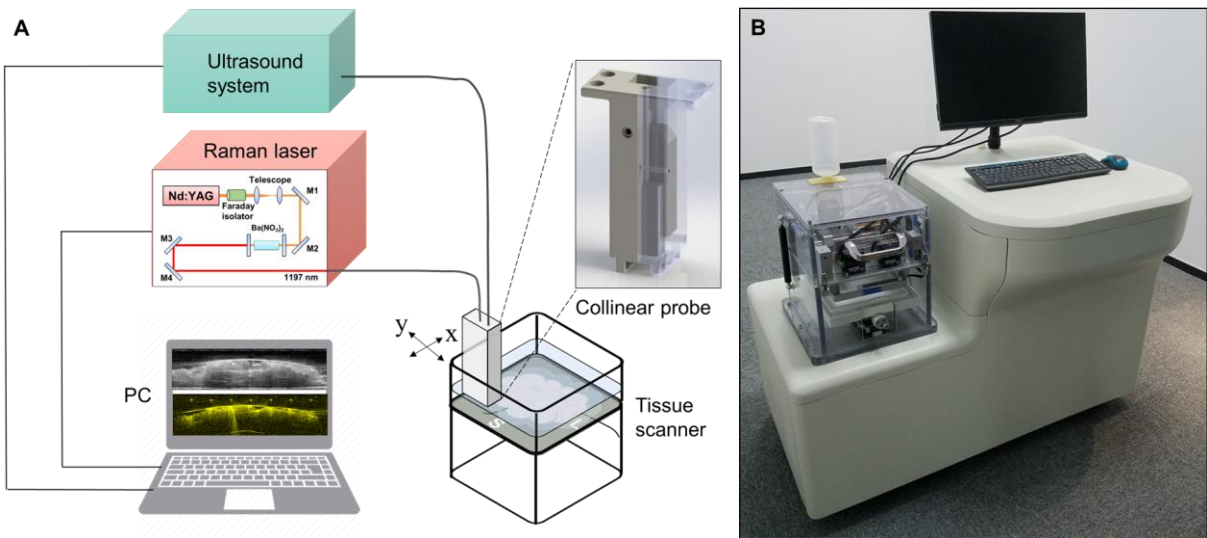 A
Ultrasound
system
Raman laser
Nd:YAG
Telescope
M1
Faraday
isolator
Ba(NO₃)₂
M3
M2
M4
1197 nm
Collinear probe
y
x
PC
S
L
Tissue
scanner
B